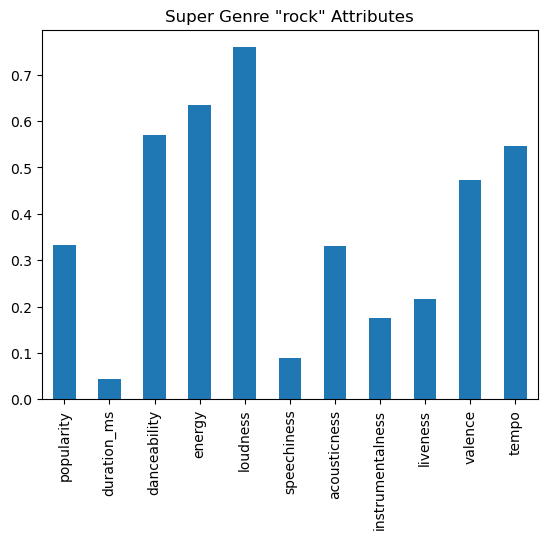 Super Genre "rock" Attributes
0.7
0.6
0.5
0.4
0.3
0.2
0.1
0.0
popularity
duration_ms
danceability
energy
loudness
speechiness
acousticness
instrumentalness
liveness
valence
tempo